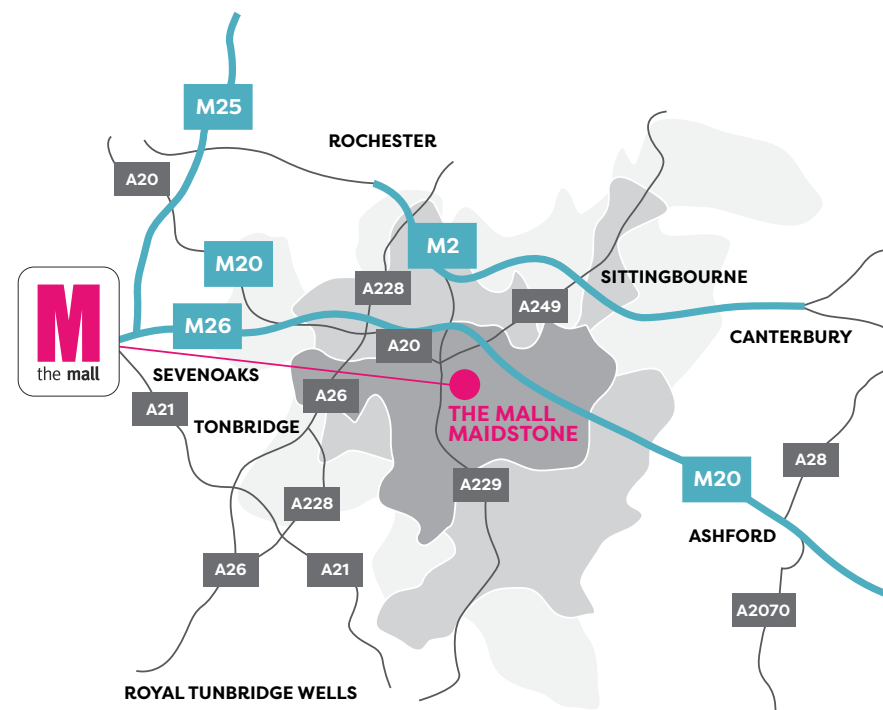 M25
ROCHESTER
A20
M2
M20
SITTINGBOURNE
A228
A249
M26
CANTERBURY
A20
M
the mall
SEVENOAKS
A26
A21
THE MALL
MAIDSTONE
TONBRIDGE
A28
M20
A229
A228
ASHFORD
A26
A21
A2070
ROYAL TUNBRIDGE WELLS